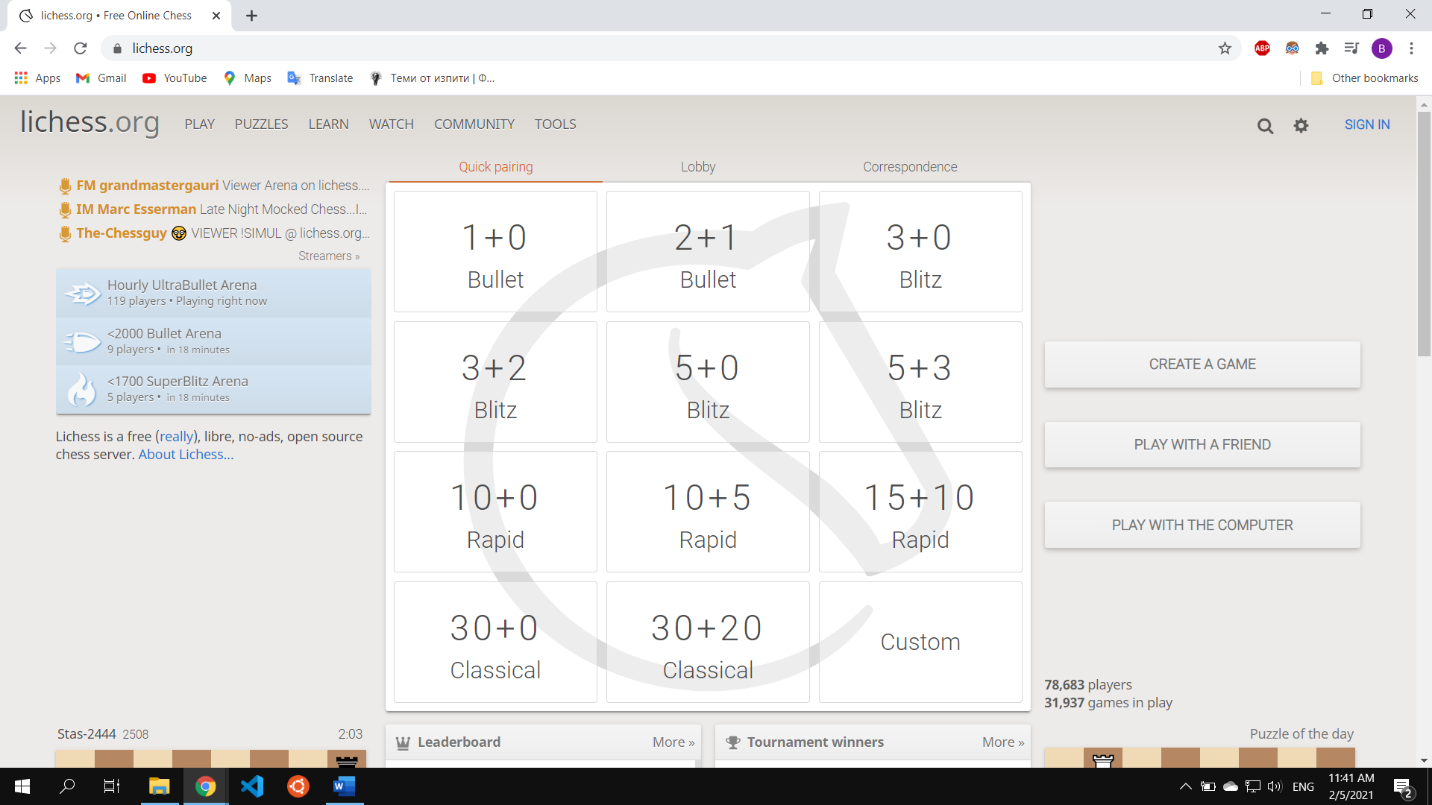 lichess.org • Free Online Chess
lichess.org
ABP
B
Apps
Gmail
YouTube
Maps
Translate
Теми от изпити | Ф...
Other bookmarks
lichess.org
PLAY
PUZZLES
LEARN
WATCH
COMMUNITY
TOOLS
SIGN IN
Quick pairing
Lobby
Correspondence
FM grandmastergauri Viewer Arena on lichess....
IM Marc Esserman Late Night Mocked Chess...I...
The-Chessguy 🤓 VIEWER !SIMUL @ lichess.org...
Streamers »
Hourly UltraBullet Arena
119 players • Playing right now
<2000 Bullet Arena
9 players • in 18 minutes
<1700 SuperBlitz Arena
5 players • in 18 minutes
Lichess is a free (really), libre, no-ads, open source
chess server. About Lichess...
1+0
Bullet
2+1
Bullet
3+0
Blitz
3+2
Blitz
5+0
Blitz
5+3
Blitz
10+0
Rapid
10+5
Rapid
15+10
Rapid
30+0
Classical
30+20
Classical
Custom
CREATE A GAME
PLAY WITH A FRIEND
PLAY WITH THE COMPUTER
78,683 players
31,937 games in play
Stas-2444 2508
2:03
Leaderboard
More »
Tournament winners
More »
Puzzle of the day
ENG
11:41 AM
2/5/2021
2